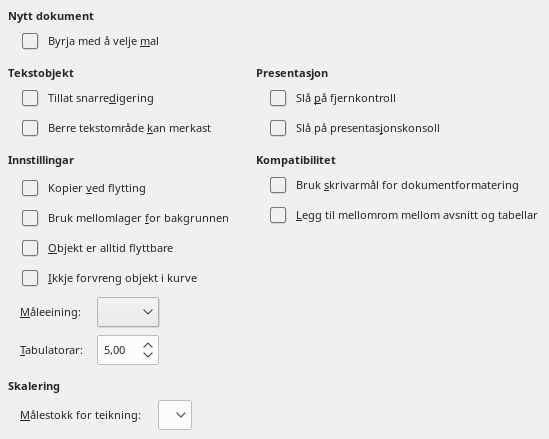 Nytt dokument
Byrja med å velje mal
Tekstobjekt
Tillat snarredigering
Berre tekstområde kan merkast
Presentasjon
Slå på fjernkontroll
Slå på presentasjonskonsoll
Innstillingar
Kopier ved flytting
Bruk mellomlager for bakgrunnen
Objekt er alltid flyttbare
Ikkje forvreng objekt i kurve
Måleeining:
Tabulatorar: 5,00
Kompatibilitet
Bruk skrivarmål for dokumentformatering
Legg til mellomrom mellom avsnitt og tabellar
Skalering
Målestokk for teikning: